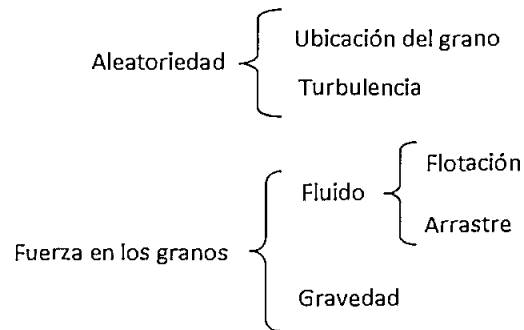 Ubicación del grano
Aleatoriedad
Turbulencia
Flotación
Fluido
Arrastre
Fuerza en los granos
Gravedad